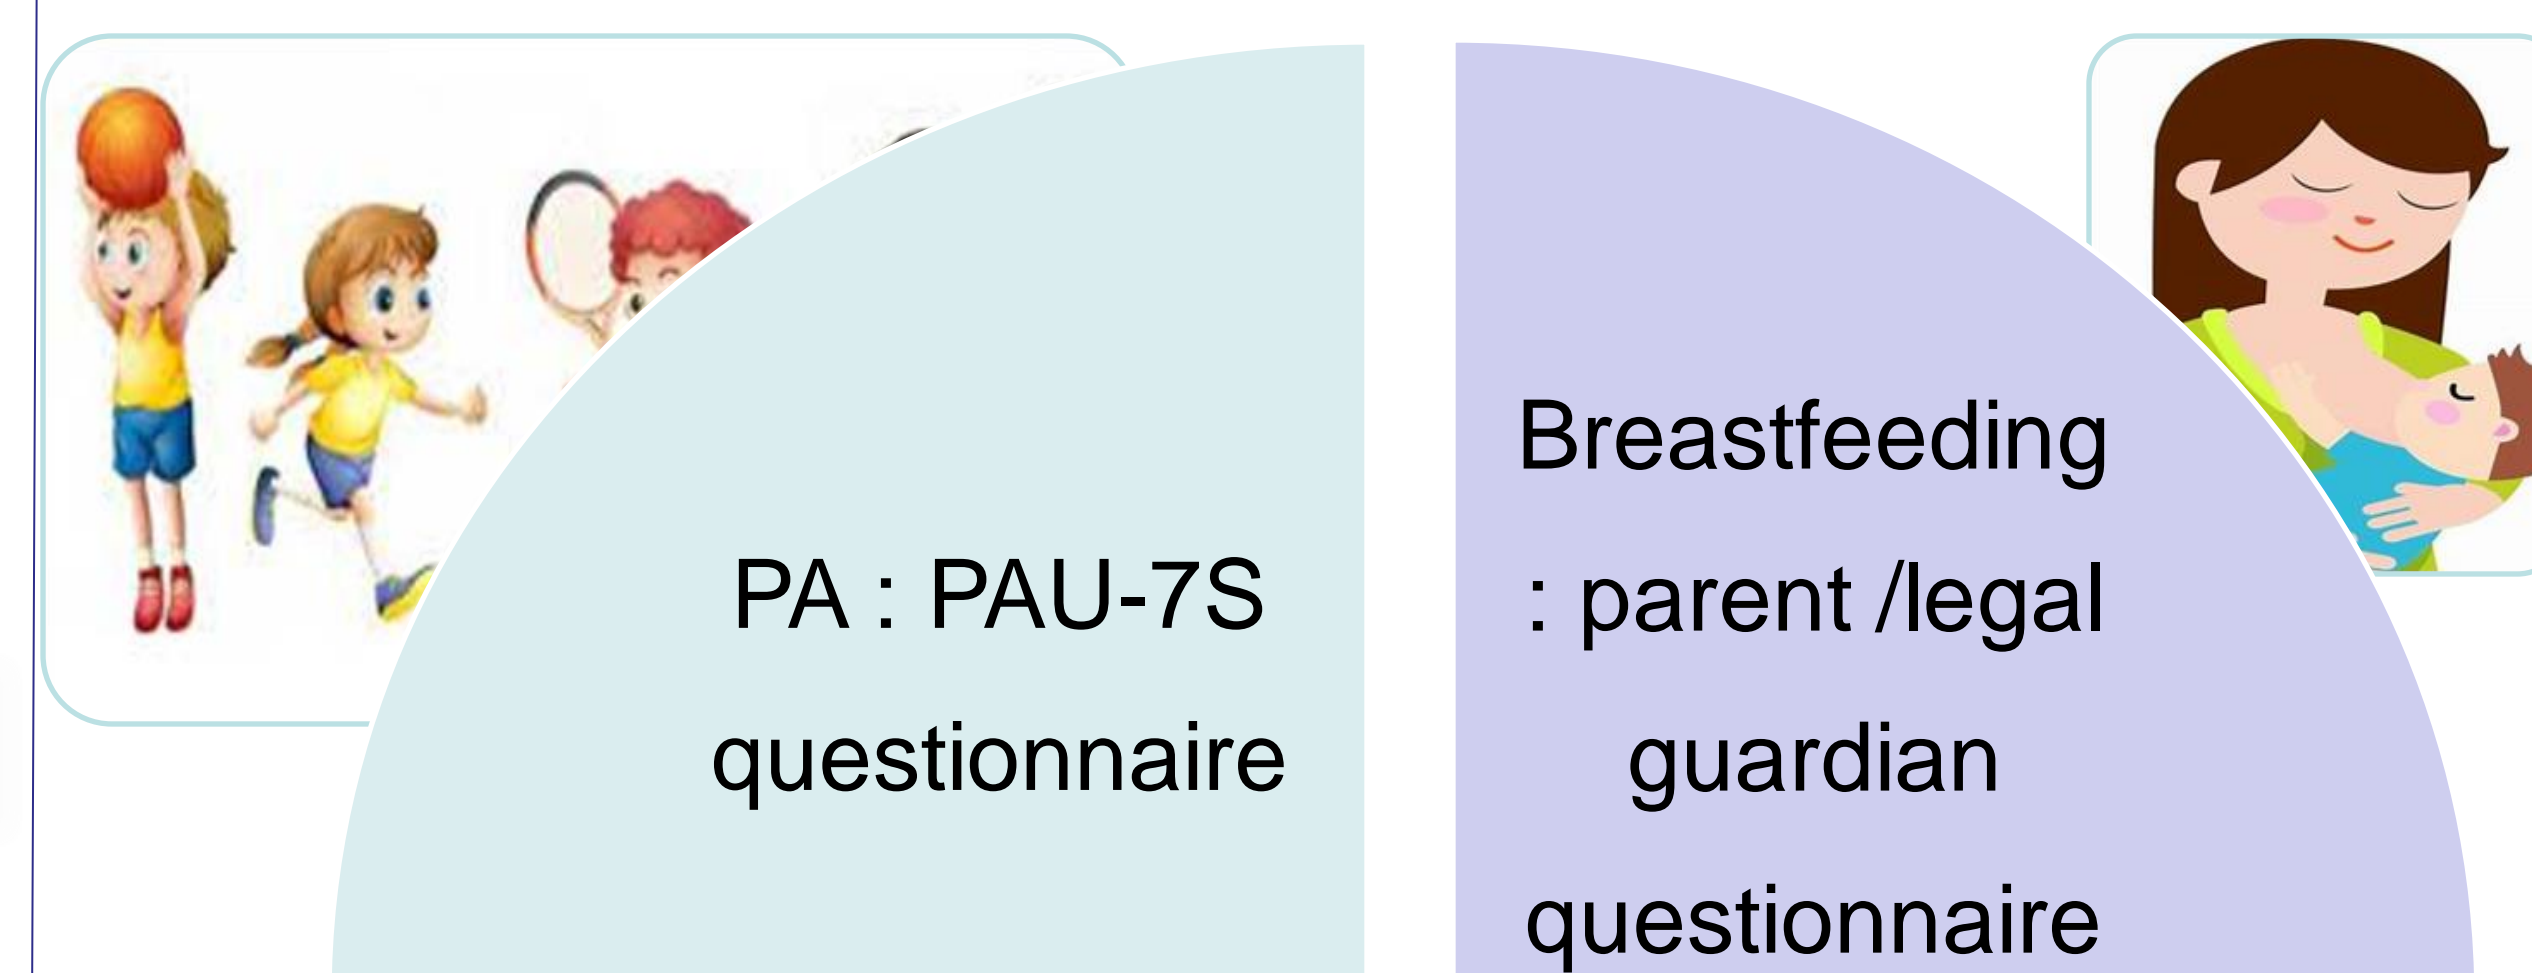 PA : PAU-7S
questionnaire
Breastfeeding
: parent /legal
guardian
questionnaire